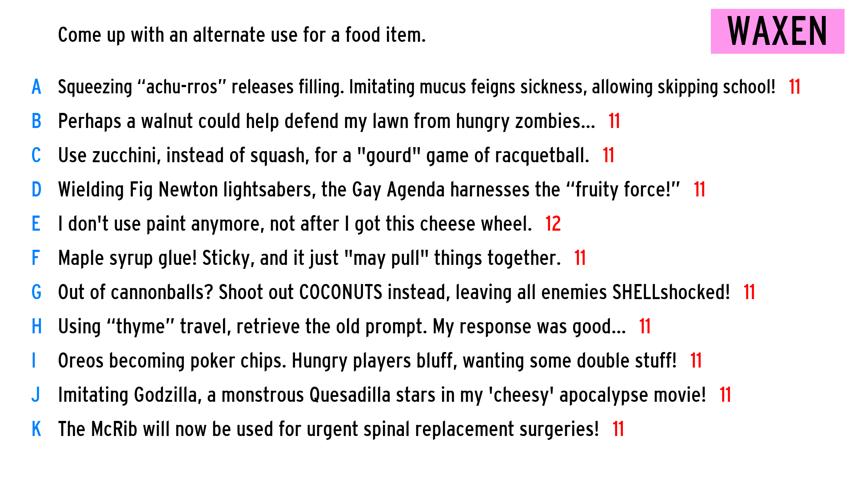 Come up with an alternate use for a food item.
WAXEN
A Squeezing “achu-rros” releases filling. Imitating mucus feigns sickness, allowing skipping school! 11
B Perhaps a walnut could help defend my lawn from hungry zombies... 11
C Use zucchini, instead of squash, for a "gourd" game of racquetball. 11
D Wielding Fig Newton lightsabers, the Gay Agenda harnesses the “fruity force!” 11
E I don't use paint anymore, not after I got this cheese wheel. 12
F Maple syrup glue! Sticky, and it just "may pull" things together. 11
G Out of cannonballs? Shoot out COCONUTS instead, leaving all enemies SHELLshocked! 11
H Using “thyme” travel, retrieve the old prompt. My response was good... 11
I Oreos becoming poker chips. Hungry players bluff, wanting some double stuff! 11
J Imitating Godzilla, a monstrous Quesadilla stars in my 'cheesy' apocalypse movie! 11
K The McRib will now be used for urgent spinal replacement surgeries! 11